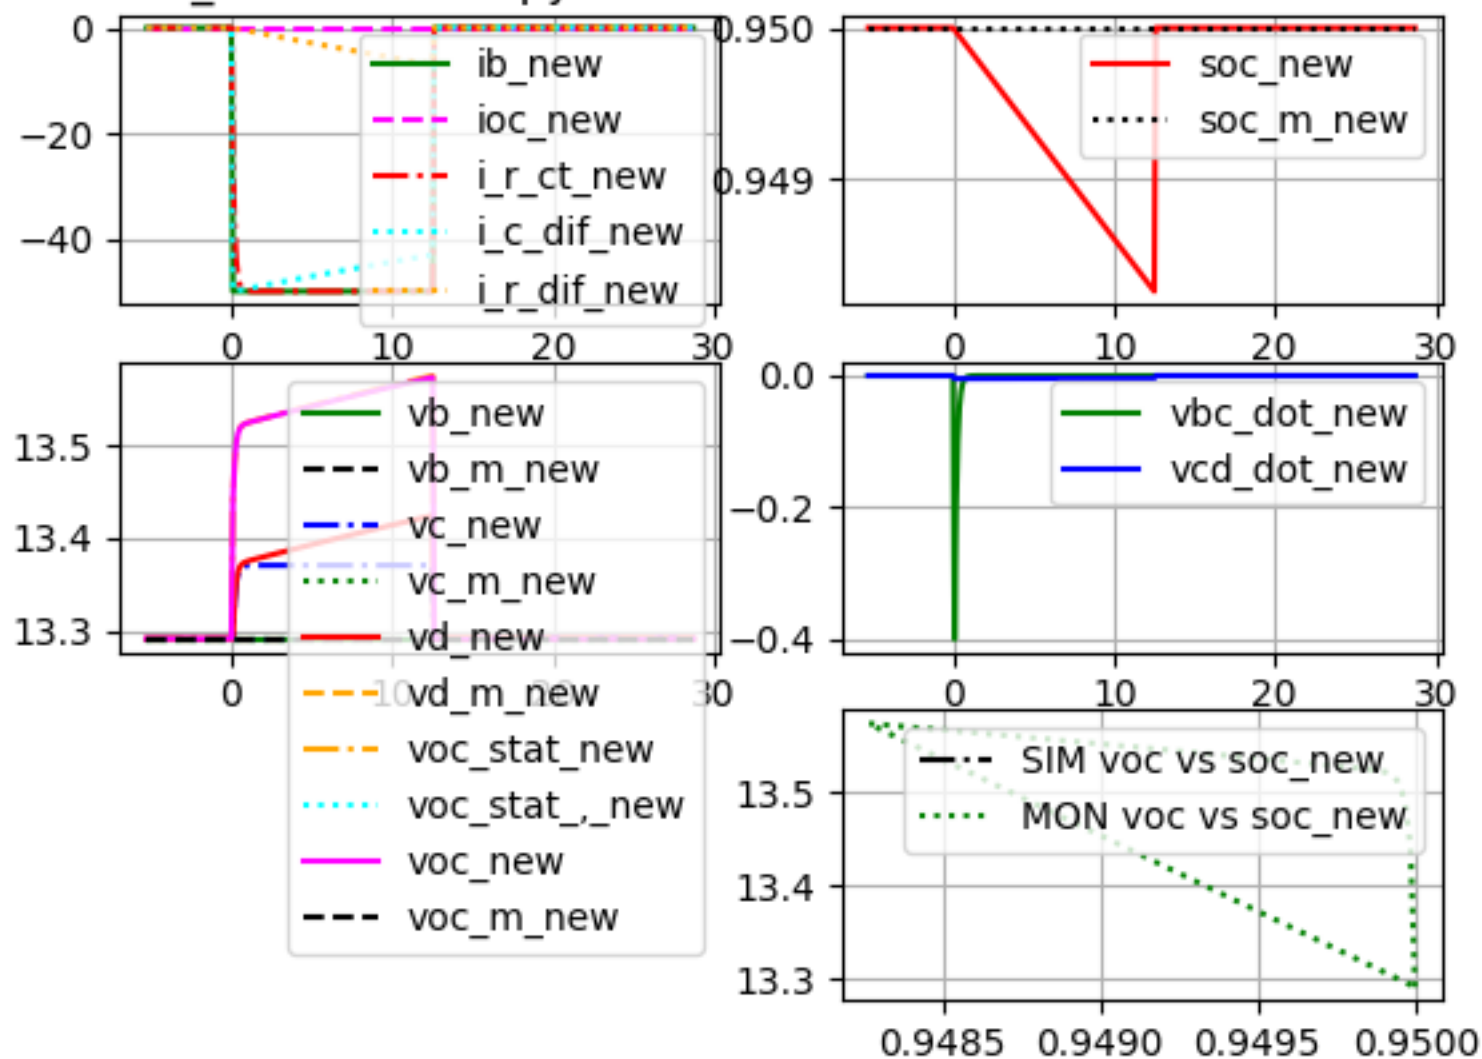 0
−20
−40
ib_new
ioc_new
i_r_ct_new
i_c_dif_new
i_r_dif_new
0 10 20 30
0.950
0.949
soc_new
soc_m_new
0 10 20 30
13.5
13.4
13.3
vb_new
vb_m_new
vc_new
vc_m_new
vd_new
vd_m_new
voc_stat_new
voc_stat_,_new
voc_new
voc_m_new
0 10 20 30
0.0
−0.2
−0.4
vbc_dot_new
vcd_dot_new
0 10 20 30
13.5
13.4
13.3
SIM voc vs soc_new
MON voc vs soc_new
0.9485 0.9490 0.9495 0.9500